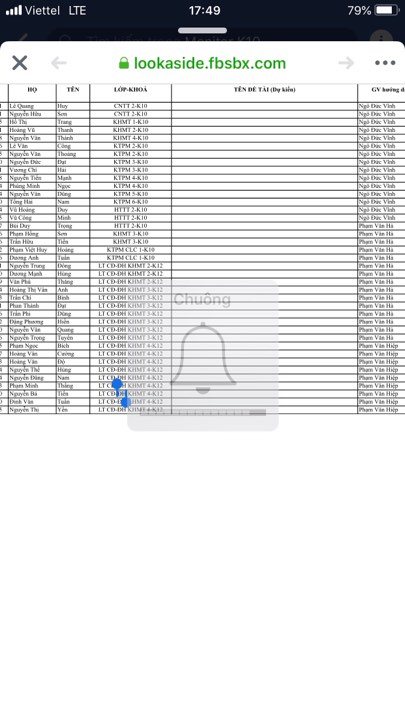 Viettel LTE 17:49 79%
lookaside.fbsbx.com
HỌ TÊN LỚP-KHOÁ TÊN ĐỀ TÀI (Dự kiến) GV hướng d
Lê Quang Huy CNTT 2-K10 Ngô Đức Vĩnh
Nguyễn Hữu Sơn CNTT 2-K10 Ngô Đức Vĩnh
Hồ Thị Trang KHMT 1-K10 Ngô Đức Vĩnh
Hoàng Vũ Thanh KHMT 2-K10 Ngô Đức Vĩnh
Nguyễn Văn Thành KHMT 4-K10 Ngô Đức Vĩnh
Lê Văn Công KTPM 2-K10 Ngô Đức Vĩnh
Nguyễn Văn Thoàng KTPM 2-K10 Ngô Đức Vĩnh
Nguyễn Đức Đạt KTPM 3-K10 Ngô Đức Vĩnh
Vương Chí Hải KTPM 3-K10 Ngô Đức Vĩnh
Nguyễn Tiến Mạnh KTPM 4-K10 Ngô Đức Vĩnh
Phùng Minh Ngọc KTPM 4-K10 Ngô Đức Vĩnh
Nguyễn Văn Dũng KTPM 5-K10 Ngô Đức Vĩnh
Tống Hải Nam KTPM 6-K10 Ngô Đức Vĩnh
Vũ Hoàng Duy HTTT 2-K10 Ngô Đức Vĩnh
Vũ Công Minh HTTT 2-K10 Ngô Đức Vĩnh
Bùi Duy Trọng HTTT 2-K10 Phạm Văn Hà
Phạm Hồng Sơn KHMT 3-K10 Phạm Văn Hà
Trần Hữu Tiến KHMT 3-K10 Phạm Văn Hà
Phạm Việt Huy Hoàng KTPM CLC 1-K10 Phạm Văn Hà
Dương Anh Tuấn KTPM CLC 1-K10 Phạm Văn Hà
Nguyễn Trung Đông LT CĐ-ĐH KHMT 2-K12 Phạm Văn Hà
Dương Mạnh Hùng LT CĐ-ĐH KHMT 2-K12 Phạm Văn Hà
Văn Phú Thăng LT CĐ-ĐH KHMT 2-K12 Phạm Văn Hà
Hoàng Thị Vân Anh LT CĐ-ĐH KHMT 3-K12 Phạm Văn Hà
Trần Chí Bình LT CĐ-ĐH KHMT 3-K12 Phạm Văn Hà
Phan Thành Đạt LT CĐ-ĐH KHMT 3-K12 Phạm Văn Hà
Trần Phi Dũng LT CĐ-ĐH KHMT 3-K12 Phạm Văn Hà
Đặng Phương Hiền LT CĐ-ĐH KHMT 3-K12 Phạm Văn Hà
Nguyễn Văn Quang LT CĐ-ĐH KHMT 3-K12 Phạm Văn Hà
Nguyễn Trọng Tuyên LT CĐ-ĐH KHMT 3-K12 Phạm Văn Hà
Phạm Ngọc Bích LT CĐ-ĐH KHMT 4-K12 Phạm Văn Hiệp
Hoàng Văn Cường LT CĐ-ĐH KHMT 4-K12 Phạm Văn Hiệp
Hoàng Văn Độ LT CĐ-ĐH KHMT 4-K12 Phạm Văn Hiệp
Nguyễn Thế Hùng LT CĐ-ĐH KHMT 4-K12 Phạm Văn Hiệp
Nguyễn Đăng Nam LT CĐ-ĐH KHMT 4-K12 Phạm Văn Hiệp
Phạm Minh Thắng LT CĐ-ĐH KHMT 4-K12 Phạm Văn Hiệp
Nguyễn Bá Tiến LT CĐ-ĐH KHMT 4-K12 Phạm Văn Hiệp
Đinh Văn Tuấn LT CĐ-ĐH KHMT 4-K12 Phạm Văn Hiệp
Nguyễn Thị Yến LT CĐ-ĐH KHMT 4-K12 Phạm Văn Hiệp
Chuông